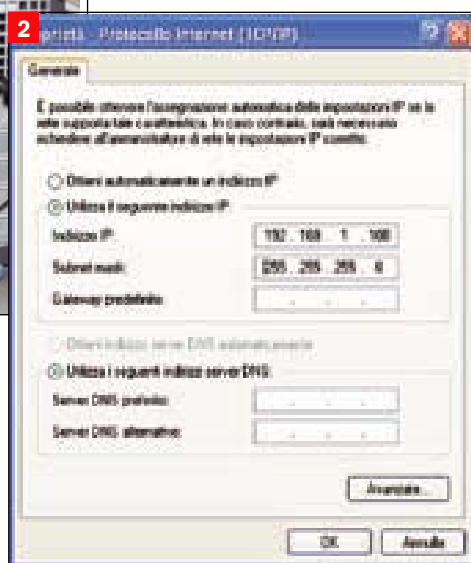 2
Proprietà - Protocollo Internet (TCP/IP)
Generale
È possibile ottenere l'assegnazione automatica delle impostazioni IP se la
rete supporta tale caratteristica. In caso contrario, sarà necessario
richiedere all'amministratore di rete le impostazioni IP corrette.
Ottieni automaticamente un indirizzo IP
Utilizza il seguente indirizzo IP:
Indirizzo IP: 192 . 168 . 1 . 100
Subnet mask: 255 . 255 . 255 . 0
Gateway predefinito: . . .
Ottieni indirizzo server DNS automaticamente
Utilizza i seguenti indirizzi server DNS:
Server DNS preferito: . . .
Server DNS alternativo: . . .
Avanzate...
OK
Annulla